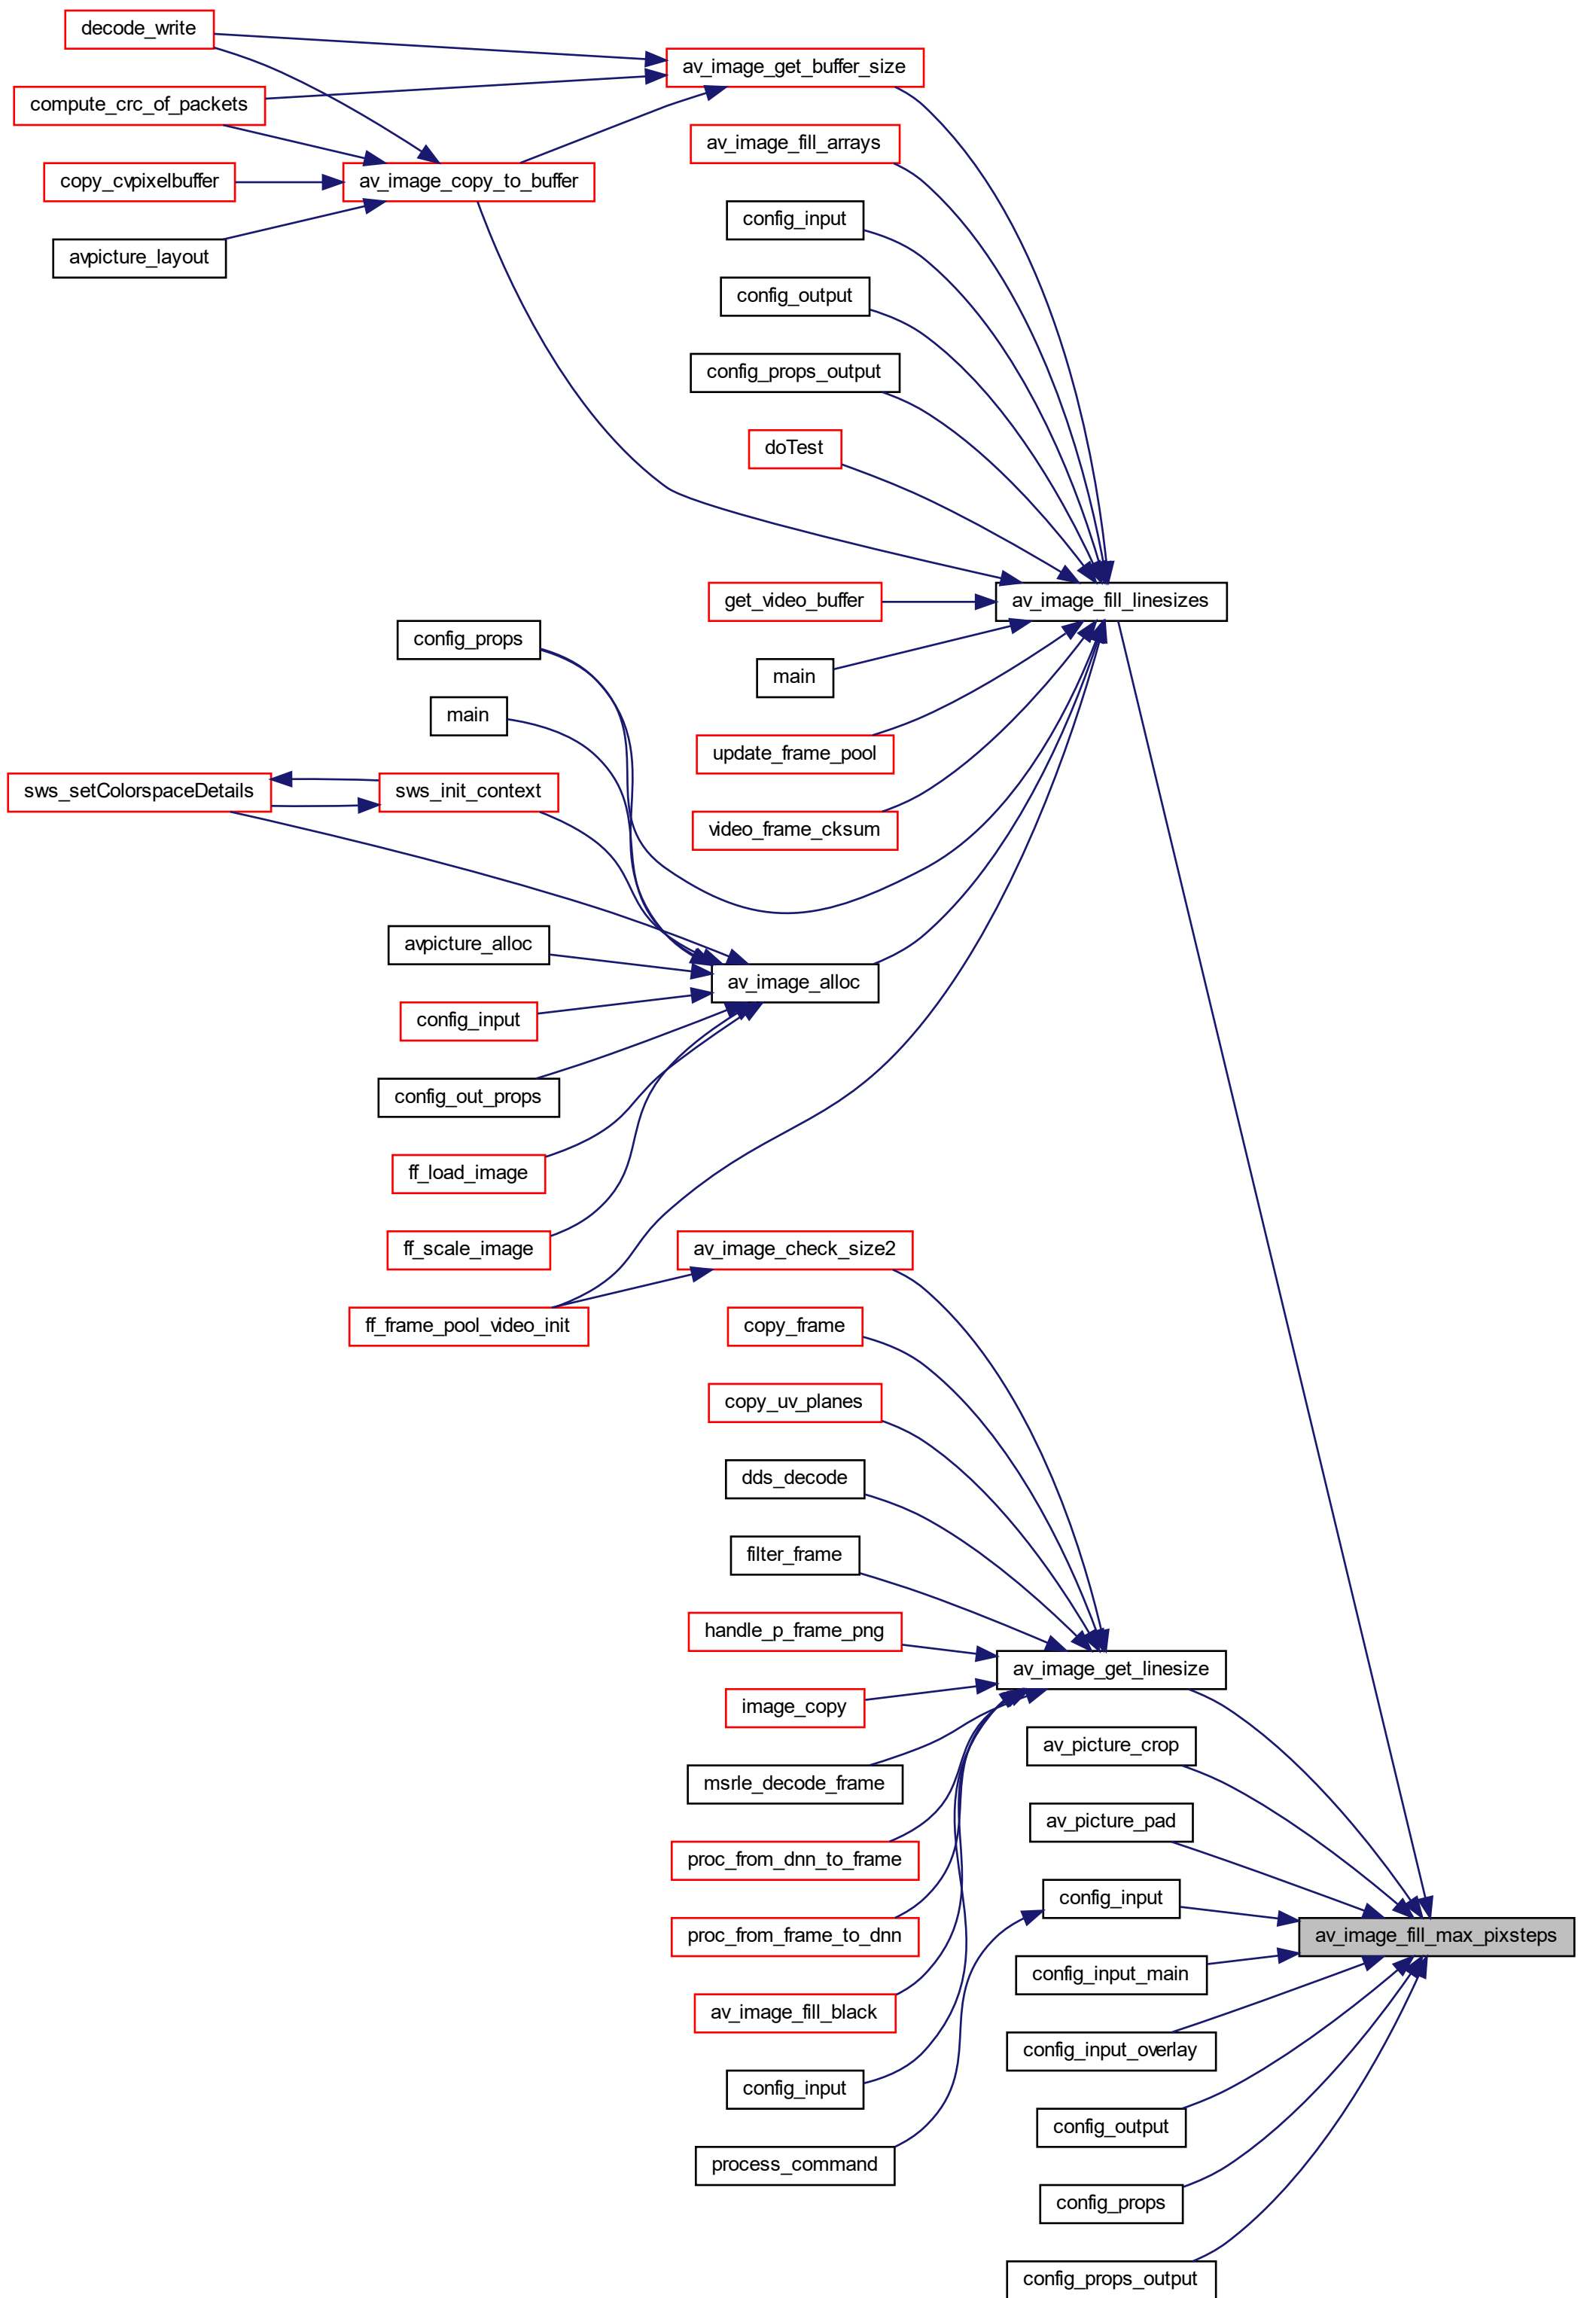 decode_write
av_image_get_buffer_size
compute_crc_of_packets
av_image_fill_arrays
copy_cvpixelbuffer
av_image_copy_to_buffer
config_input
avpicture_layout
config_output
config_props_output
doTest
av_image_fill_linesizes
get_video_buffer
config_props
main
main
update_frame_pool
sws_setColorspaceDetails
sws_init_context
video_frame_cksum
avpicture_alloc
av_image_alloc
config_input
config_out_props
ff_load_image
ff_scale_image
av_image_check_size2
ff_frame_pool_video_init
copy_frame
copy_uv_planes
dds_decode
filter_frame
handle_p_frame_png
av_image_get_linesize
image_copy
av_picture_crop
msrle_decode_frame
av_picture_pad
proc_from_dnn_to_frame
config_input
proc_from_frame_to_dnn
av_image_fill_max_pixsteps
config_input_main
av_image_fill_black
config_input_overlay
config_input
config_output
process_command
config_props
config_props_output